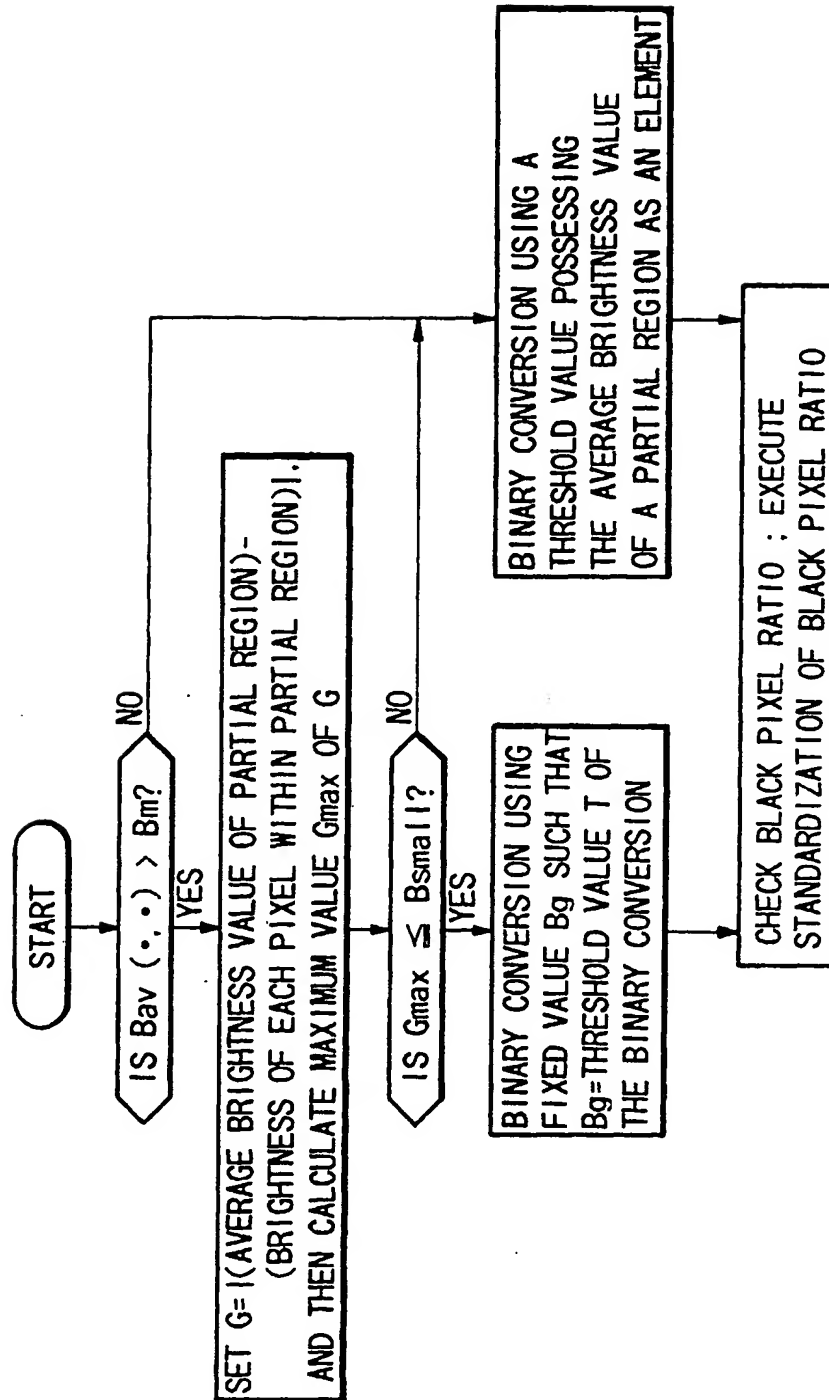 START
IS Bav (•,•) > Bm?
NO
YES
SET G=|(AVERAGE BRIGHTNESS VALUE OF PARTIAL REGION)-
(BRIGHTNESS OF EACH PIXEL WITHIN PARTIAL REGION)|.
AND THEN CALCULATE MAXIMUM VALUE Gmax OF G
IS Gmax ≦ Bsmall?
NO
YES
BINARY CONVERSION USING
FIXED VALUE Bg SUCH THAT
Bg=THRESHOLD VALUE T OF
THE BINARY CONVERSION
BINARY CONVERSION USING A
THRESHOLD VALUE POSSESSING
THE AVERAGE BRIGHTNESS VALUE
OF A PARTIAL REGION AS AN ELEMENT
CHECK BLACK PIXEL RATIO ; EXECUTE
STANDARDIZATION OF BLACK PIXEL RATIO